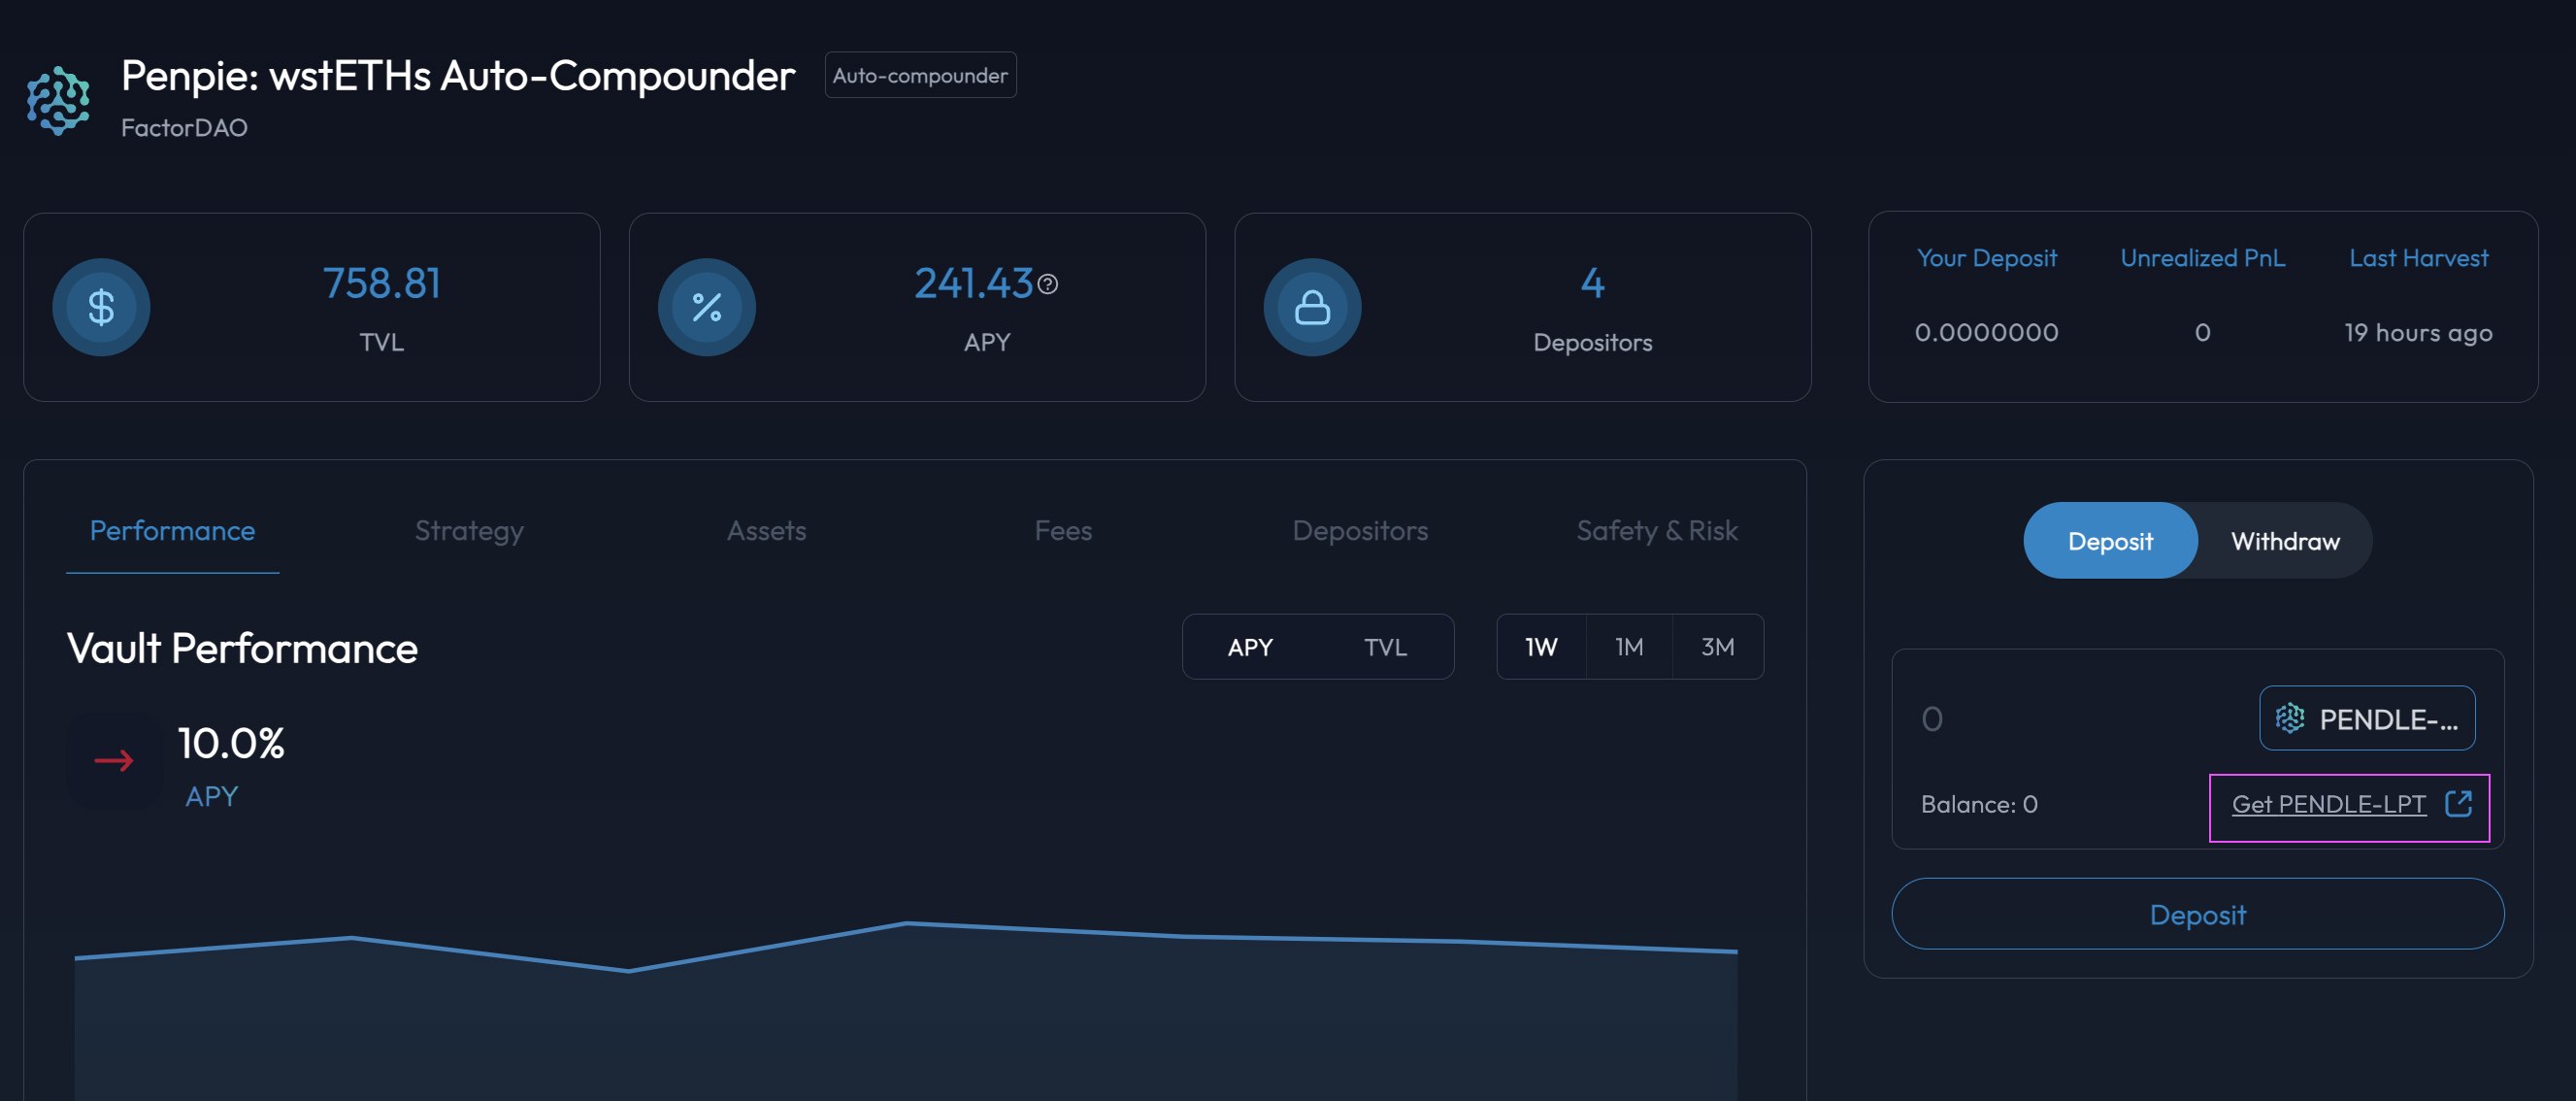 Penpie: wstETHs Auto-Compounder
Auto-compounder
FactorDAO
758.81
TVL
241.43
APY
4
Depositors
Your Deposit Unrealized PnL Last Harvest
0.0000000 0 19 hours ago
Performance Strategy Assets Fees Depositors Safety & Risk
Vault Performance
APY TVL
1W 1M 3M
10.0%
APY
Deposit Withdraw
0 PENDLE-...
Balance: 0 Get PENDLE-LPT
Deposit